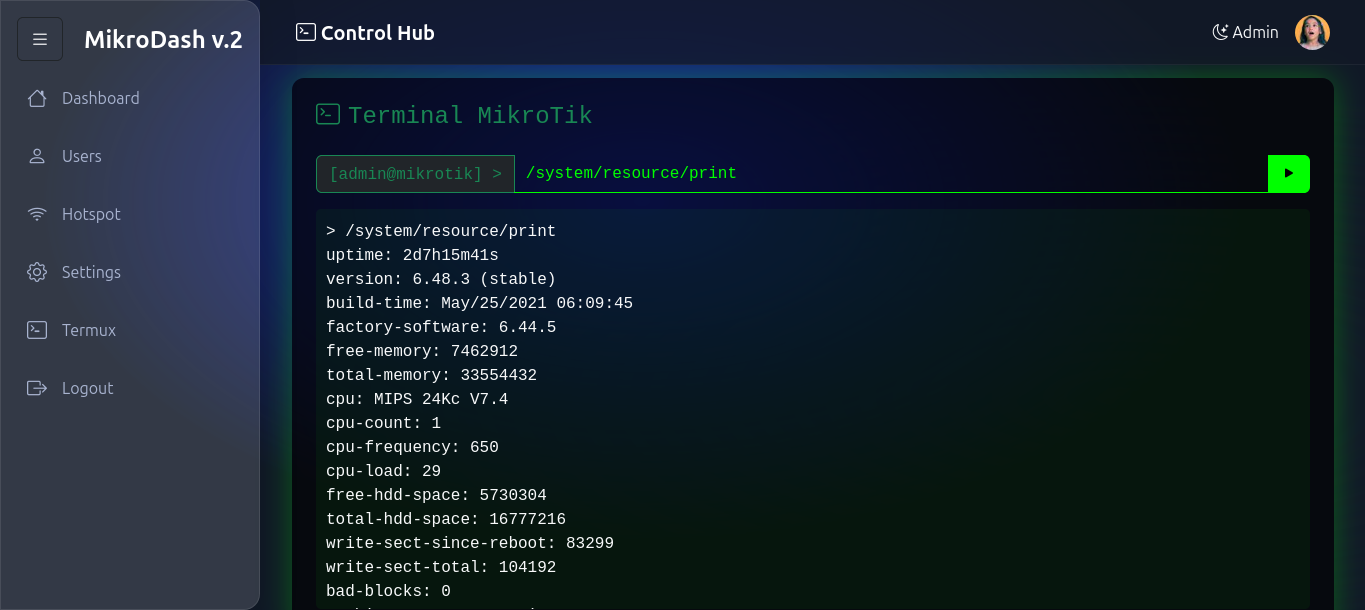 MikroDash v.2
Dashboard
Users
Hotspot
Settings
Termux
Logout
Control Hub
Admin
Terminal MikroTik
[admin@mikrotik] >
/system/resource/print
> /system/resource/print
uptime: 2d7h15m41s
version: 6.48.3 (stable)
build-time: May/25/2021 06:09:45
factory-software: 6.44.5
free-memory: 7462912
total-memory: 33554432
cpu: MIPS 24Kc V7.4
cpu-count: 1
cpu-frequency: 650
cpu-load: 29
free-hdd-space: 5730304
total-hdd-space: 16777216
write-sect-since-reboot: 83299
write-sect-total: 104192
bad-blocks: 0